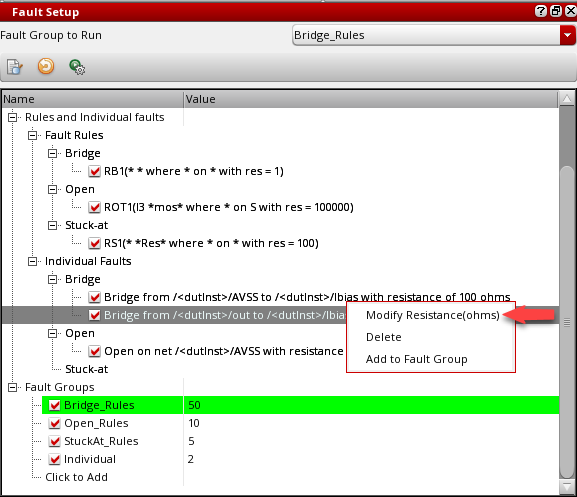 Fault Setup
Fault Group to Run
Bridge_Rules
Name Value
Rules and Individual faults
Fault Rules
Bridge
RB1(* * where * on * with res = 1)
Open
ROT1(I3 *mos* where * on S with res = 100000)
Stuck-at
RS1(* *Res* where * on * with res = 100)
Individual Faults
Bridge
Bridge from /<dutInst>/AVSS to /<dutInst>/Ibias with resistance of 100 ohms
Bridge from /<dutInst>/out to /<dutInst>/Ibias
Modify Resistance(ohms)
Delete
Add to Fault Group
Open
Open on net /<dutInst>/AVSS with resistance
Stuck-at
Fault Groups
Bridge_Rules 50
Open_Rules 10
StuckAt_Rules 5
Individual 2
Click to Add